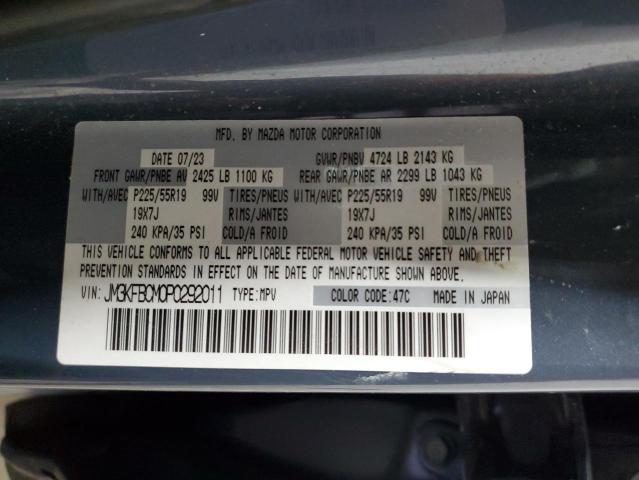 MFD. BY MAZDA MOTOR CORPORATION
DATE 07/23 GVWR/PNBV 4724 LB 2143 KG
FRONT GAWR/PNBE AV 2425 LB 1100 KG REAR GAWR/PNBE AR 2299 LB 1043 KG
WITH/AVEC P225/55R19 99V TIRES/PNEUS WITH/AVEC P225/55R19 99V TIRES/PNEUS
19X7J RIMS/JANTES 19X7J RIMS/JANTES
240 KPA/35 PSI COLD/A FROID 240 KPA/35 PSI COLD/A FROID
THIS VEHICLE CONFORMS TO ALL APPLICABLE FEDERAL MOTOR VEHICLE SAFETY AND THEFT
PREVENTION STANDARDS IN EFFECT ON THE DATE OF MANUFACTURE SHOWN ABOVE.
VIN: JM3KFBCM0P0292011 TYPE:MPV COLOR CODE:47C MADE IN JAPAN